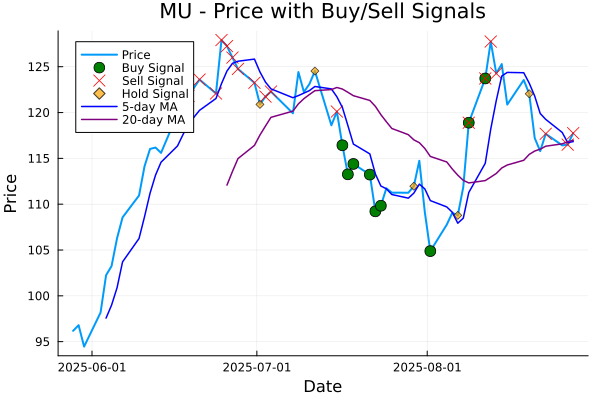 MU - Price with Buy/Sell Signals
Price
Buy Signal
Sell Signal
Hold Signal
5-day MA
20-day MA
125
120
115
110
105
100
95
Price
2025-06-01
2025-07-01
2025-08-01
Date